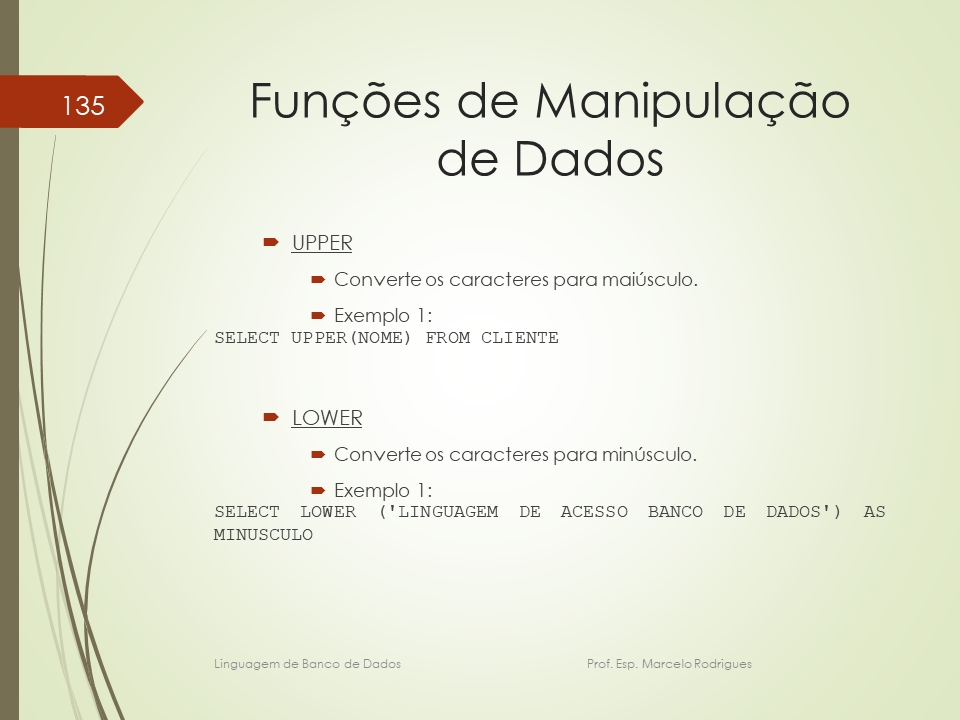 135
Funções de Manipulação
de Dados
UPPER
Converte os caracteres para maiúsculo.
Exemplo 1:
SELECT UPPER(NOME) FROM CLIENTE
LOWER
Converte os caracteres para minúsculo.
Exemplo 1:
SELECT LOWER ('LINGUAGEM DE ACESSO BANCO DE DADOS') AS
MINUSCULO
Linguagem de Banco de Dados Prof. Esp. Marcelo Rodrigues